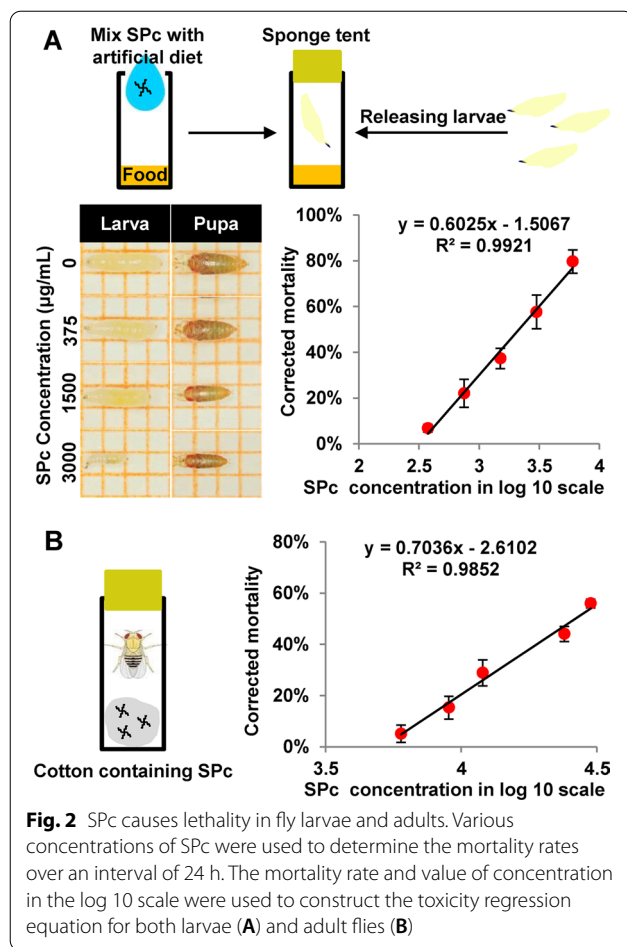 A
Mix SPc with
artificial diet
Sponge tent
Releasing larvae
Food
Larva
Pupa
SPc Concentration (μg/mL)
0
375
1500
3000
y = 0.6025x - 1.5067
R² = 0.9921
Corrected mortality
100%
80%
60%
40%
20%
0%
2
2.5
3
3.5
4
SPc concentration in log 10 scale
B
Cotton containing SPc
y = 0.7036x - 2.6102
R² = 0.9852
Corrected mortality
80%
60%
40%
20%
0%
3.5
4
4.5
SPc concentration in log 10 scale
Fig. 2 SPc causes lethality in fly larvae and adults. Various
concentrations of SPc were used to determine the mortality rates
over an interval of 24 h. The mortality rate and value of concentration
in the log 10 scale were used to construct the toxicity regression
equation for both larvae (A) and adult flies (B)